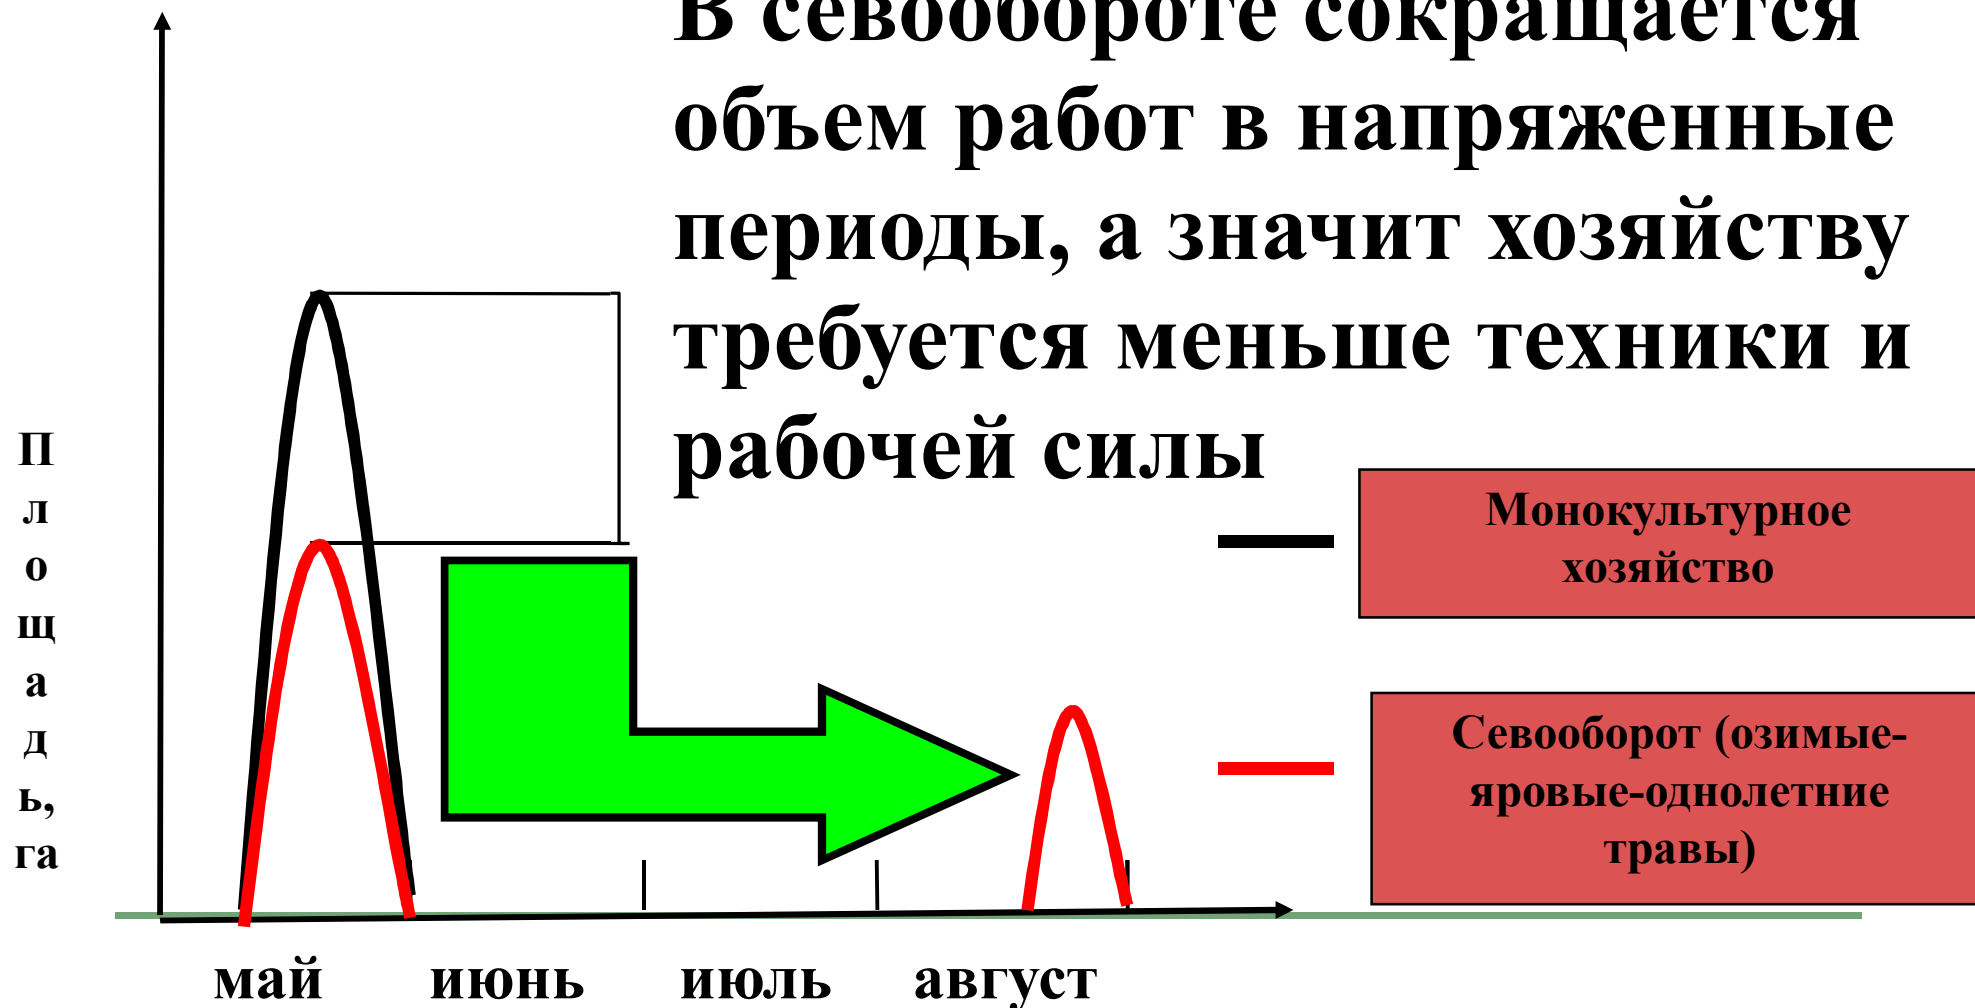 В севообороте сокращается
объем работ в напряженные
периоды, а значит хозяйству
требуется меньше техники и
рабочей силы
П
л
о
щ
а
д
ь,
га
Монокультурное
хозяйство
Севооборот (озимые-
яровые-однолетние
травы)
май июнь июль август